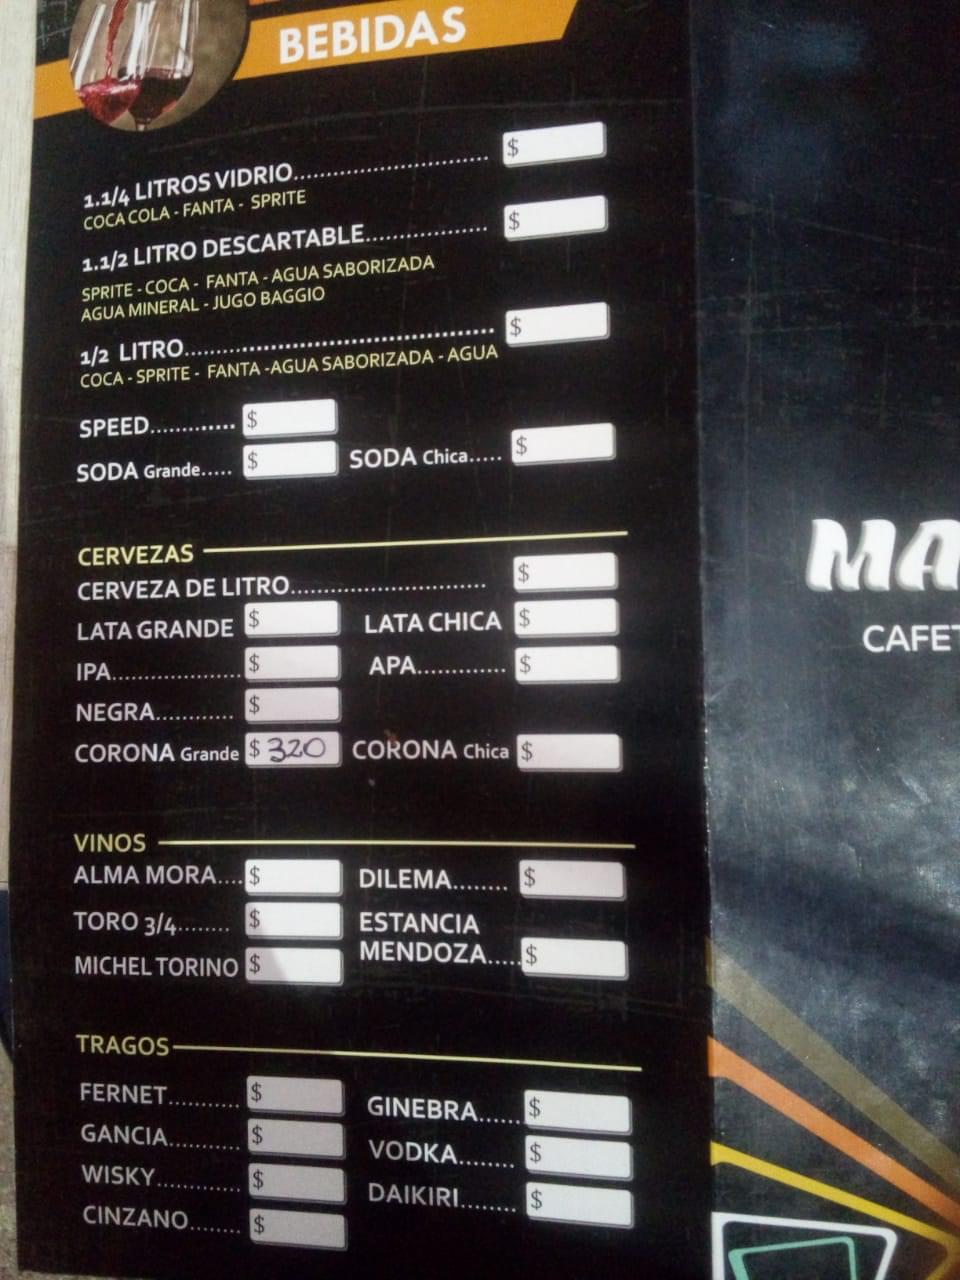 BEBIDAS
1.1/4 LITROS VIDRIO.............................. $
COCA COLA - FANTA - SPRITE
1.1/2 LITRO DESCARTABLE................... $
SPRITE - COCA - FANTA - AGUA SABORIZADA
AGUA MINERAL - JUGO BAGGIO
1/2 LITRO................................................ $
COCA - SPRITE - FANTA -AGUA SABORIZADA - AGUA
SPEED............. $
SODA Grande..... $ SODA Chica..... $
CERVEZAS
CERVEZA DE LITRO.............................. $
LATA GRANDE $ LATA CHICA $
IPA.................... $ APA............ $
NEGRA............ $
CORONA Grande $ 320 CORONA Chica $
VINOS
ALMA MORA.... $ DILEMA........ $
TORO 3/4........ $ ESTANCIA
MICHEL TORINO $ MENDOZA..... $
TRAGOS
FERNET........... $ GINEBRA...... $
GANCIA........... $ VODKA........ $
WISKY............. $ DAIKIRI........ $
CINZANO........ $
MA
CAFET